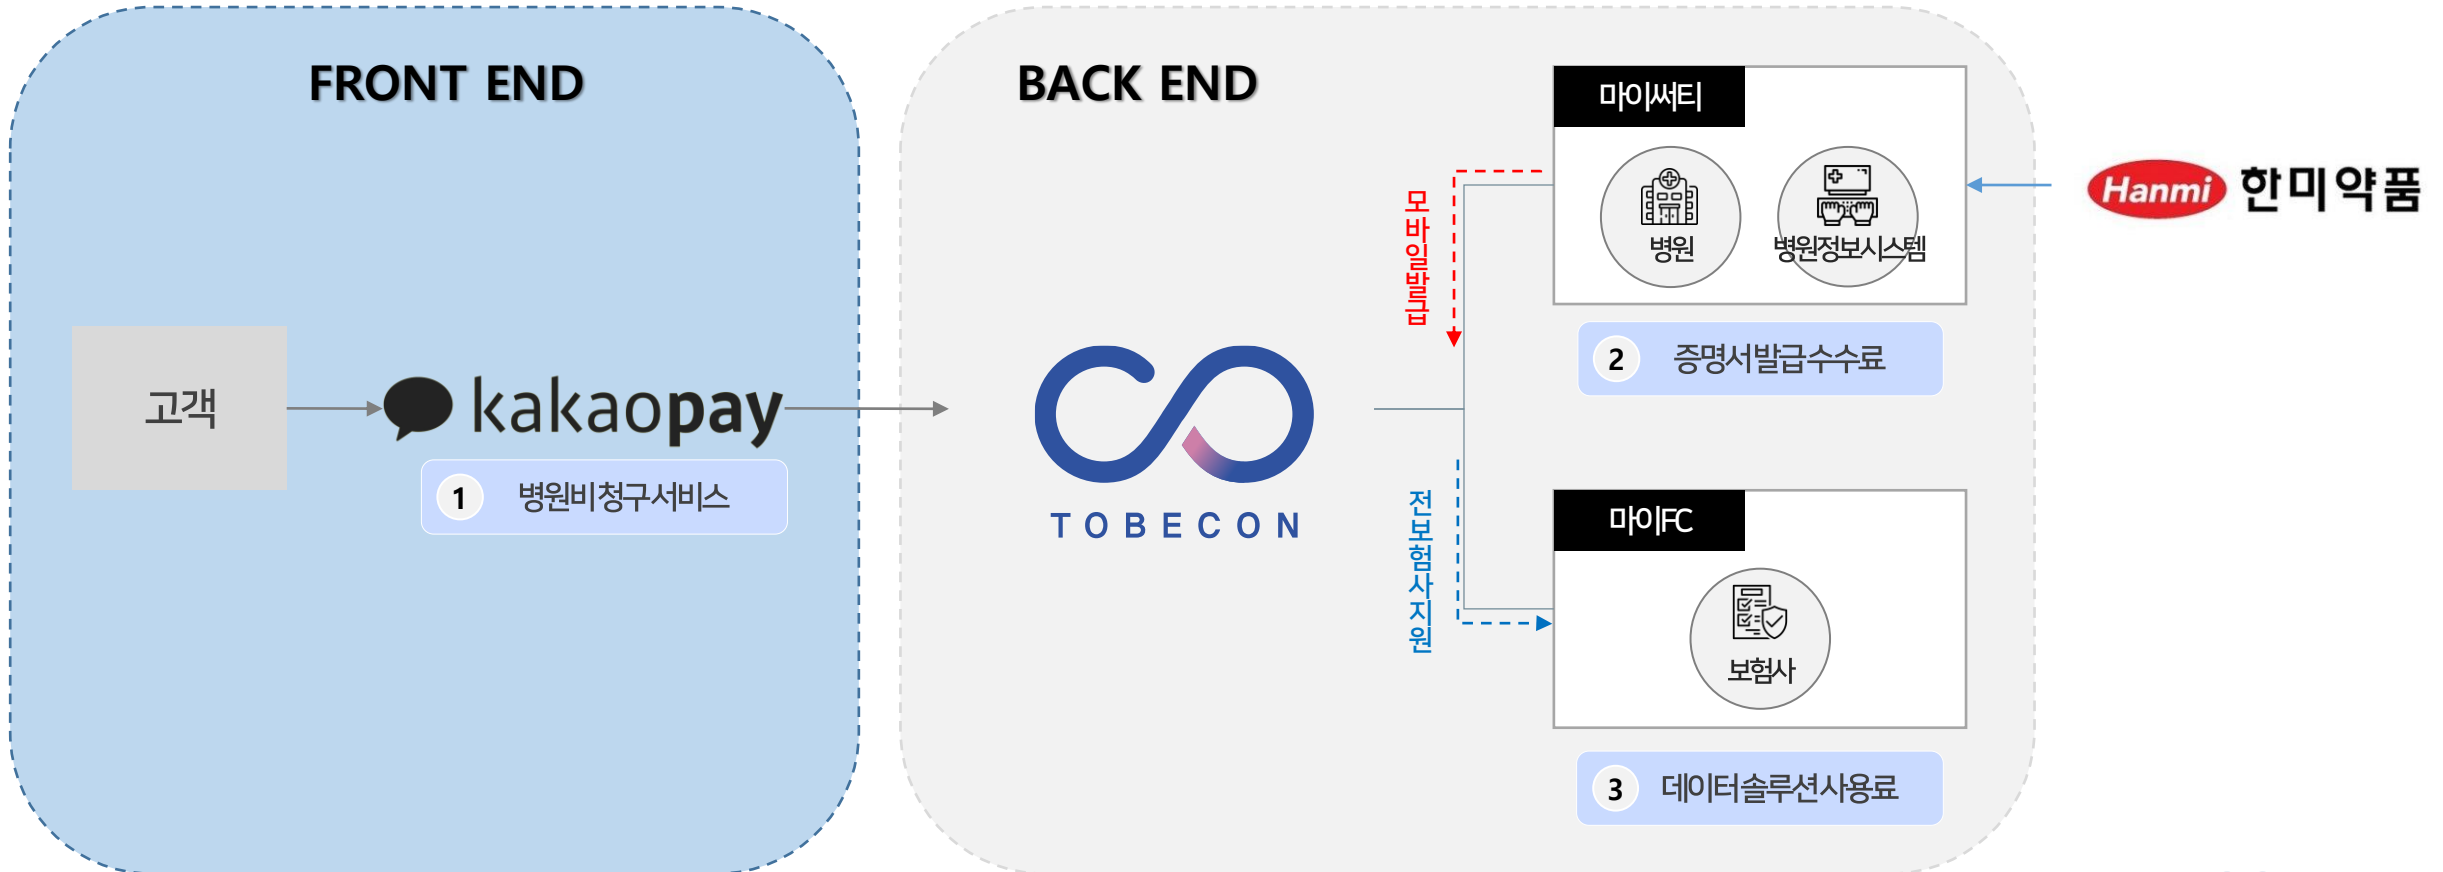 FRONT END
고객
kakaopay
1 병원비 청구 서비스
BACK END
TOBECON
모바일발급
전보험사지원
마이써티
병원
병원정보시스템
2 증명서 발급 수수료
마이FC
보험사
3 데이터 솔루션 사용료
Hanmi 한미약품